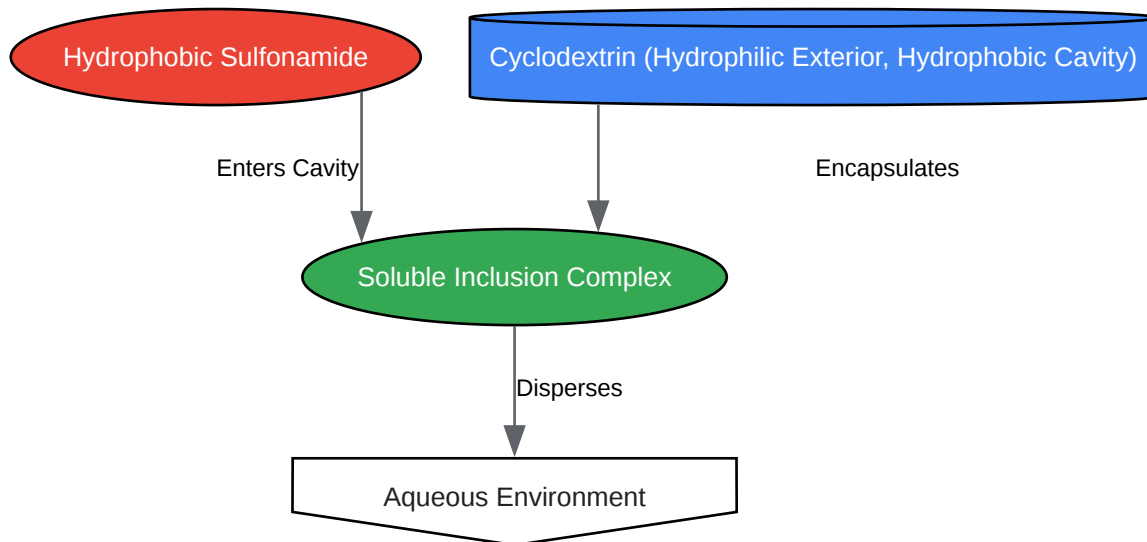 Hydrophobic Sulfonamide
Cyclodextrin (Hydrophilic Exterior, Hydrophobic Cavity)
Enters Cavity
Encapsulates
Soluble Inclusion Complex
Disperses
Aqueous Environment